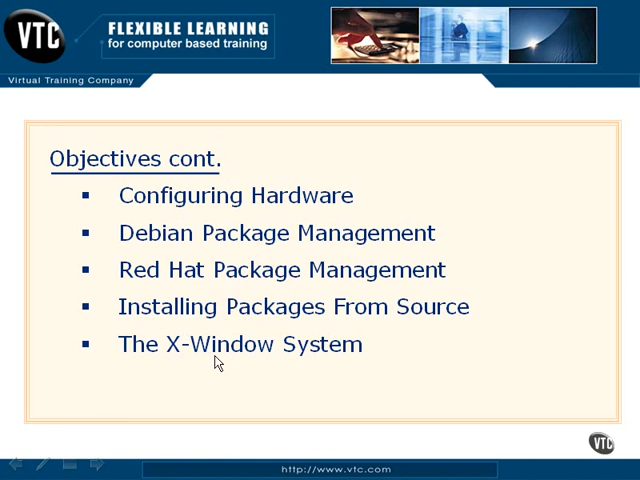 VTC
FLEXIBLE LEARNING
for computer based training
Virtual Training Company
Objectives cont.
▪ Configuring Hardware
▪ Debian Package Management
▪ Red Hat Package Management
▪ Installing Packages From Source
▪ The X-Window System
VTC
http://www.vtc.com